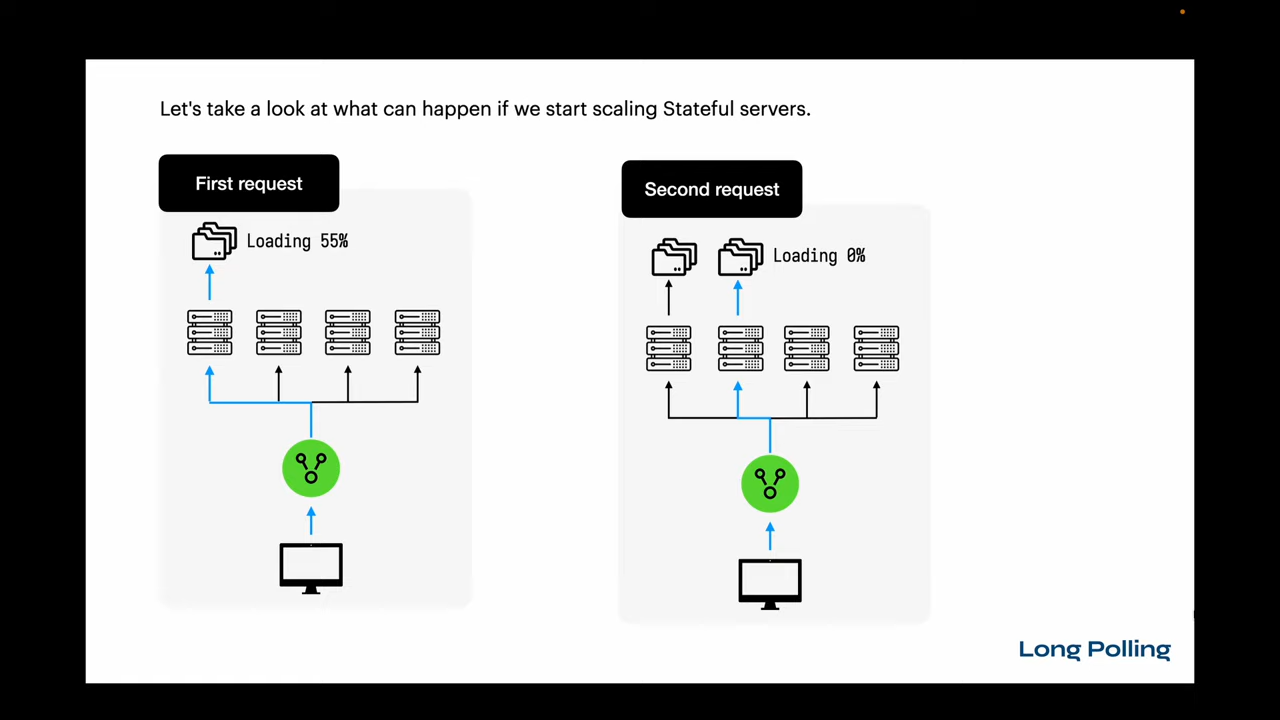 Let's take a look at what can happen if we start scaling Stateful servers.
First request
Loading 55%
Second request
Loading 0%
Long Polling